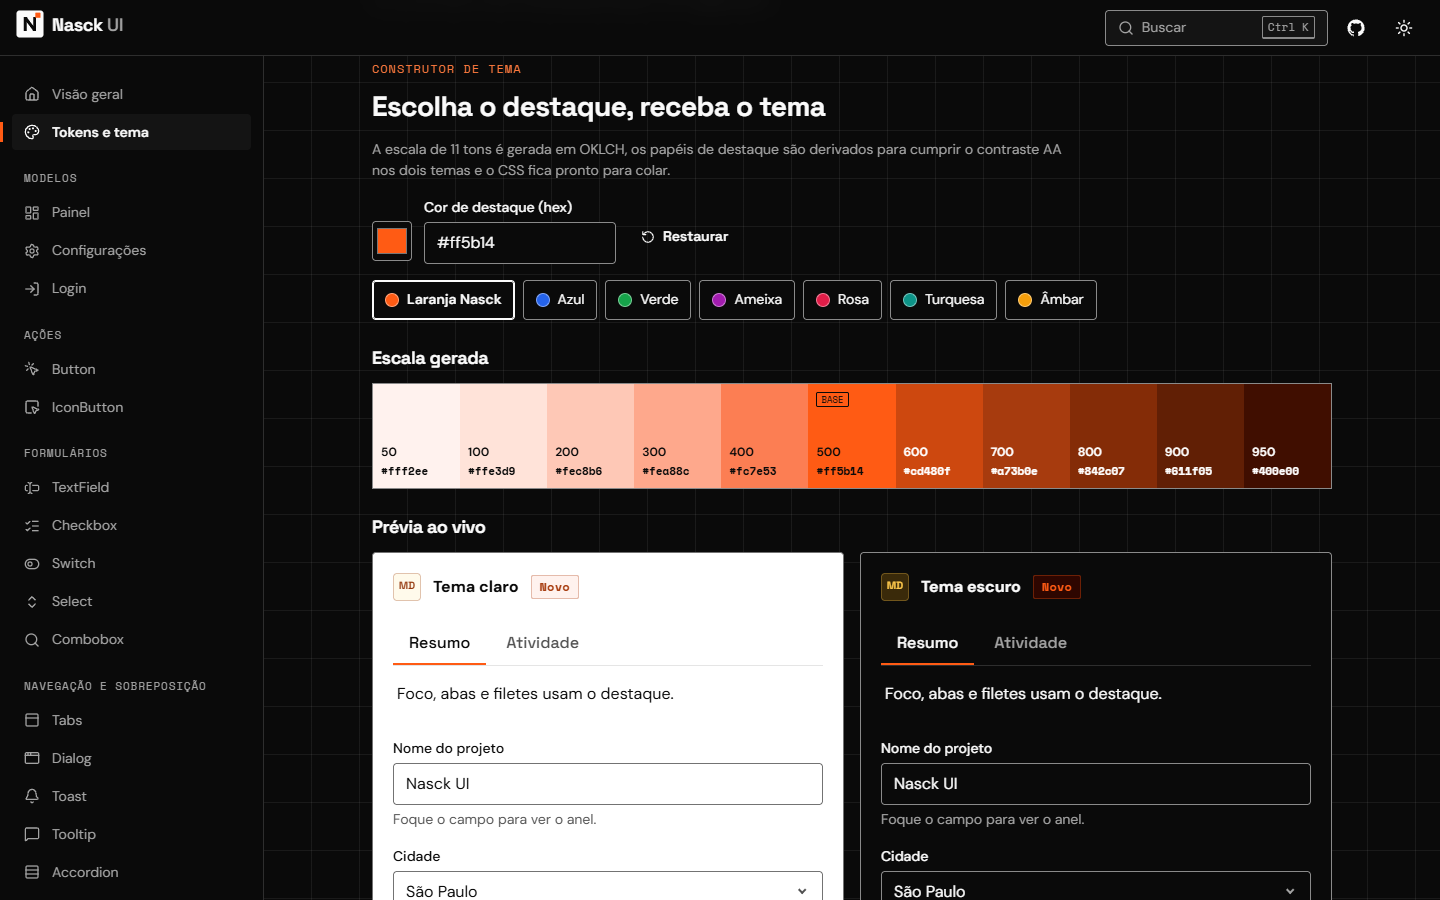 N
Nasck UI
Buscar
Ctrl K
Visão geral
Tokens e tema
MODELOS
Painel
Configurações
Login
AÇÕES
Button
IconButton
FORMULÁRIOS
TextField
Checkbox
Switch
Select
Combobox
NAVEGAÇÃO E SOBREPOSIÇÃO
Tabs
Dialog
Toast
Tooltip
Accordion
CONSTRUTOR DE TEMA
Escolha o destaque, receba o tema
A escala de 11 tons é gerada em OKLCH, os papéis de destaque são derivados para cumprir o contraste AA
nos dois temas e o CSS fica pronto para colar.
Cor de destaque (hex)
#ff5b14
Restaurar
Laranja Nasck Azul Verde Ameixa Rosa Turquesa Âmbar
Escala gerada
BASE
50 100 200 300 400 500 600 700 800 900 950
#fff2ee #ffe3d9 #fec8b6 #fea88c #fc7e53 #ff5b14 #cd480f #a73b0e #842c07 #611f05 #400e00
Prévia ao vivo
MD Tema claro Novo
Resumo Atividade
Foco, abas e filetes usam o destaque.
Nome do projeto
Nasck UI
Foque o campo para ver o anel.
Cidade
São Paulo
MD Tema escuro Novo
Resumo Atividade
Foco, abas e filetes usam o destaque.
Nome do projeto
Nasck UI
Foque o campo para ver o anel.
Cidade
São Paulo